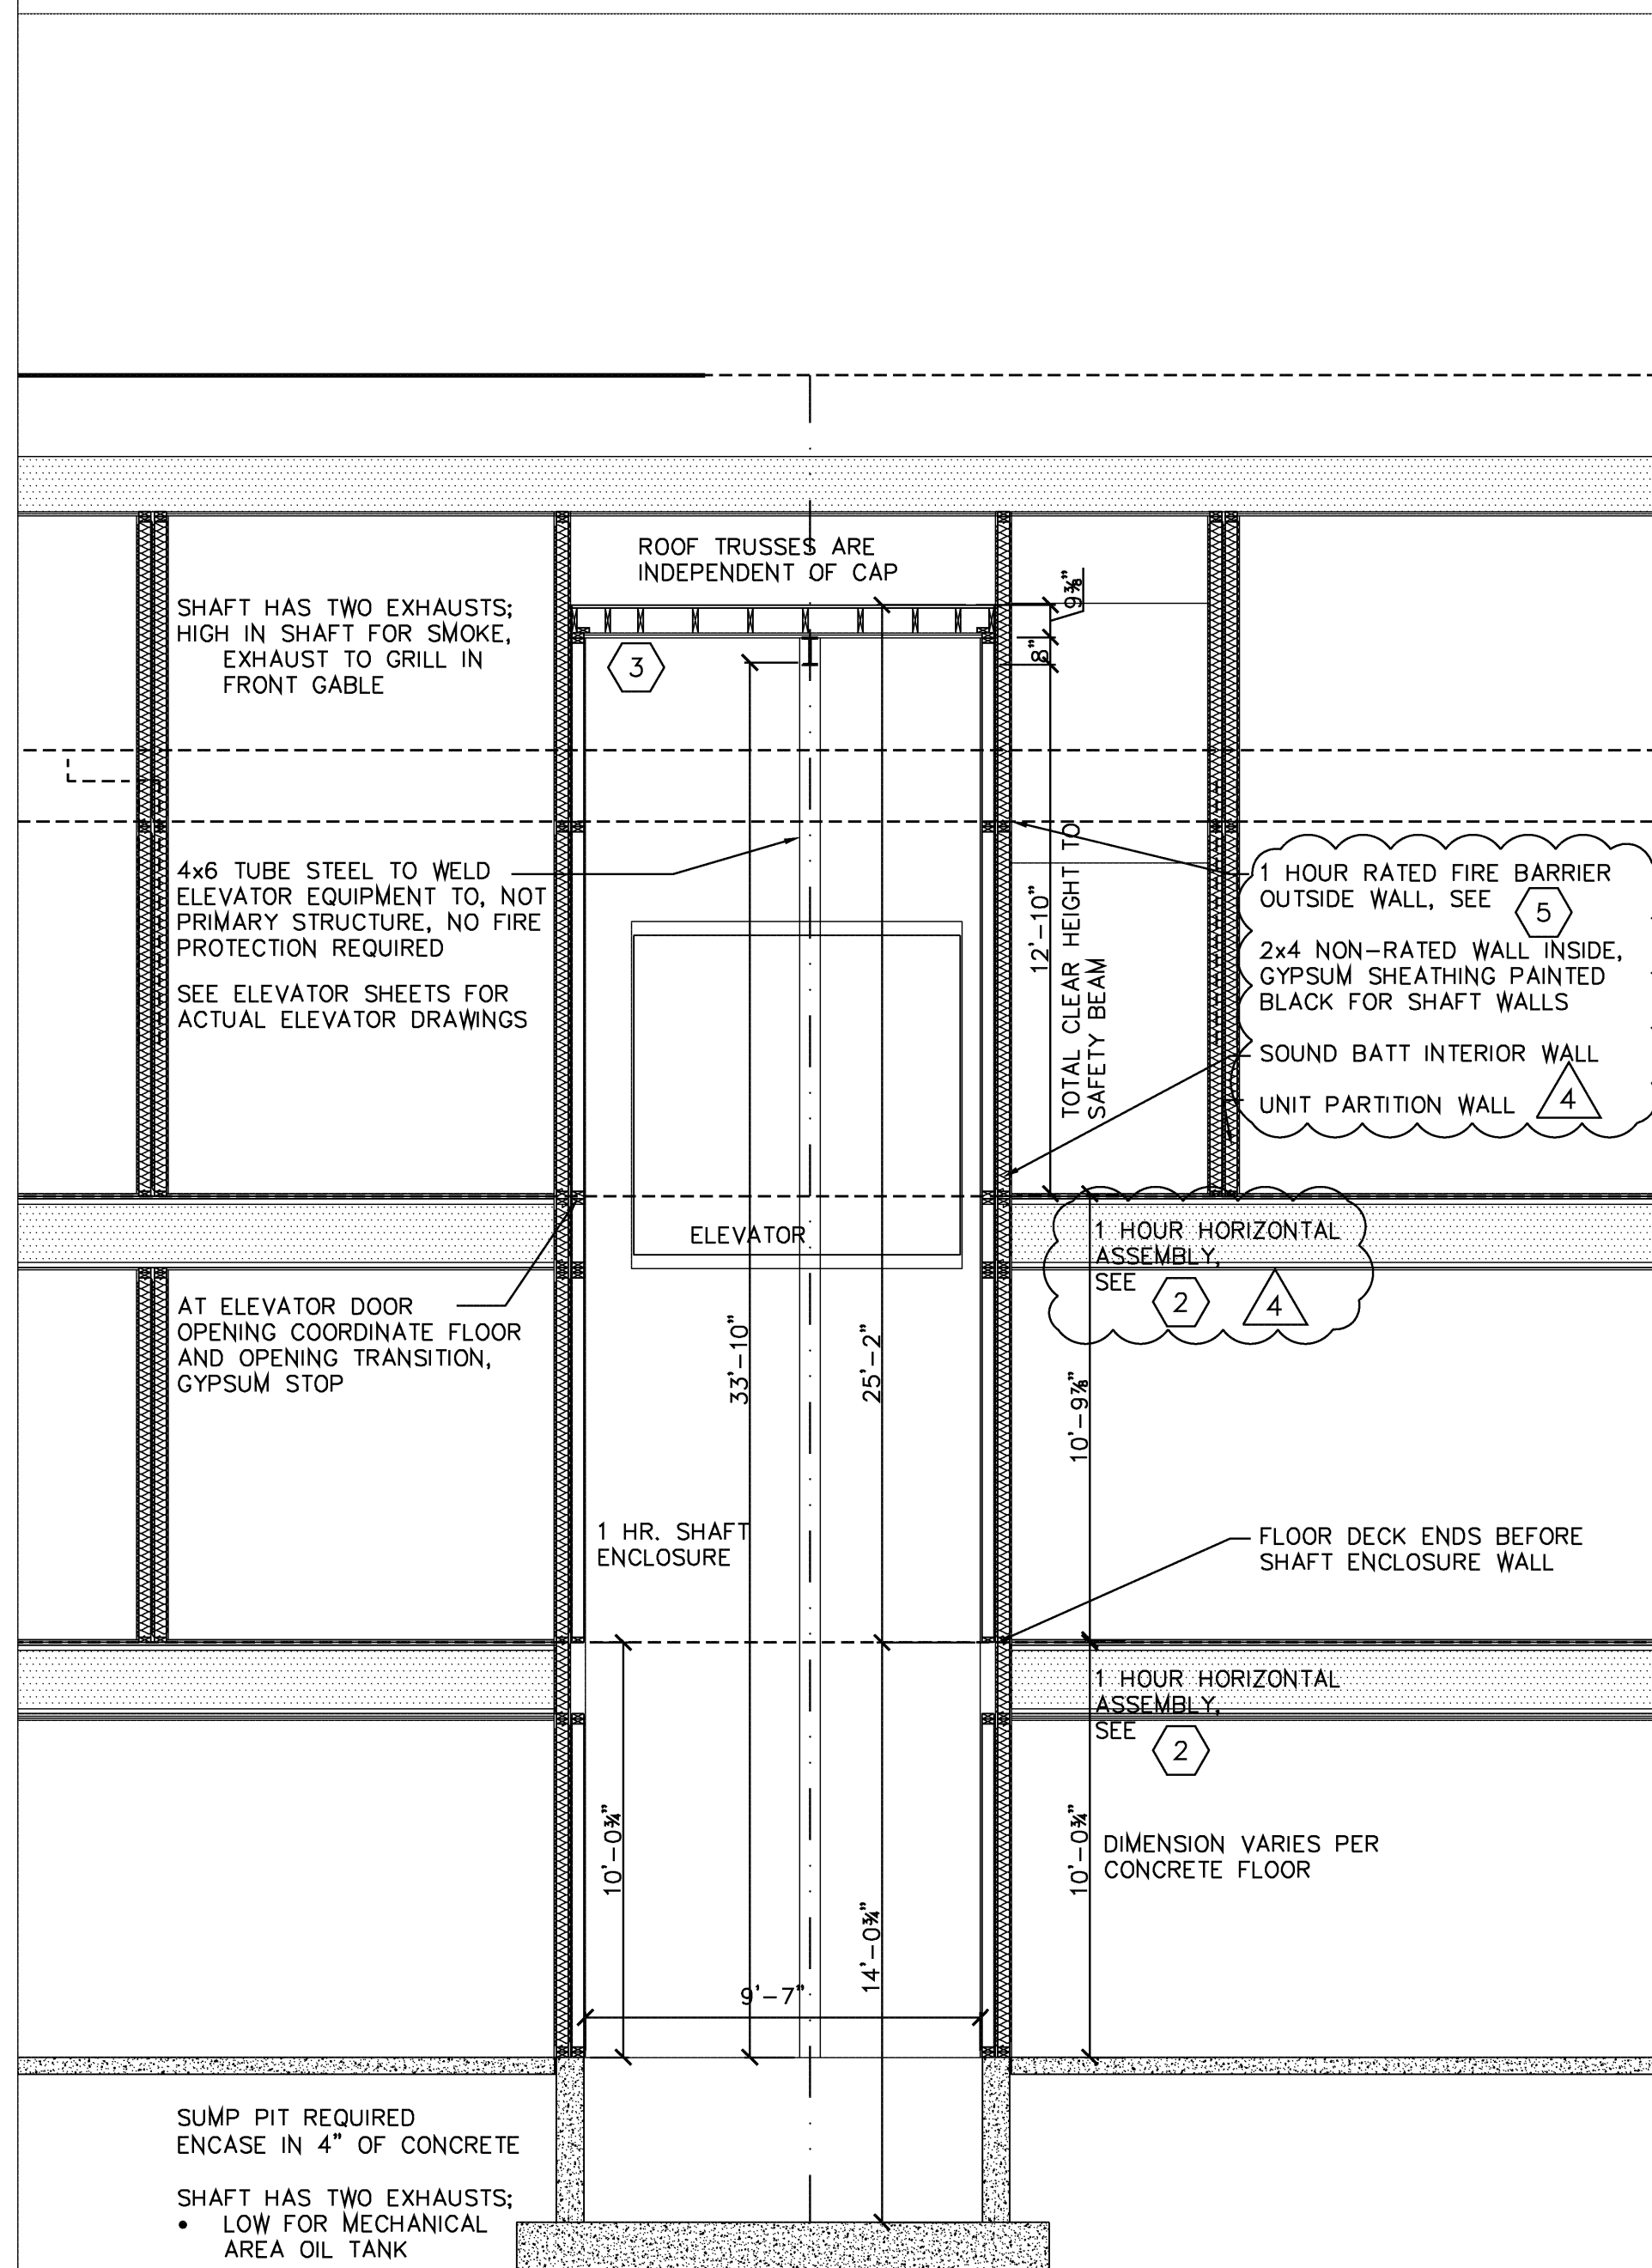 ROOF TRUSSES ARE
INDEPENDENT OF CAP
SHAFT HAS TWO EXHAUSTS;
HIGH IN SHAFT FOR SMOKE,
EXHAUST TO GRILL IN
FRONT GABLE
3
9⅜"
8"
4x6 TUBE STEEL TO WELD
ELEVATOR EQUIPMENT TO, NOT
PRIMARY STRUCTURE, NO FIRE
PROTECTION REQUIRED
SEE ELEVATOR SHEETS FOR
ACTUAL ELEVATOR DRAWINGS
12'-10"
TOTAL CLEAR HEIGHT TO
SAFETY BEAM
1 HOUR RATED FIRE BARRIER
OUTSIDE WALL, SEE 5
2x4 NON-RATED WALL INSIDE,
GYPSUM SHEATHING PAINTED
BLACK FOR SHAFT WALLS
SOUND BATT INTERIOR WALL
UNIT PARTITION WALL 4
ELEVATOR
1 HOUR HORIZONTAL
ASSEMBLY,
SEE 2 4
AT ELEVATOR DOOR
OPENING COORDINATE FLOOR
AND OPENING TRANSITION,
GYPSUM STOP
33'-10"
25'-2"
10'-9⅞"
1 HR. SHAFT
ENCLOSURE
FLOOR DECK ENDS BEFORE
SHAFT ENCLOSURE WALL
1 HOUR HORIZONTAL
ASSEMBLY,
SEE 2
10'-0¾"
14'-0¾"
10'-0¾"
DIMENSION VARIES PER
CONCRETE FLOOR
9'-7"
SUMP PIT REQUIRED
ENCASE IN 4" OF CONCRETE
SHAFT HAS TWO EXHAUSTS;
• LOW FOR MECHANICAL
AREA OIL TANK